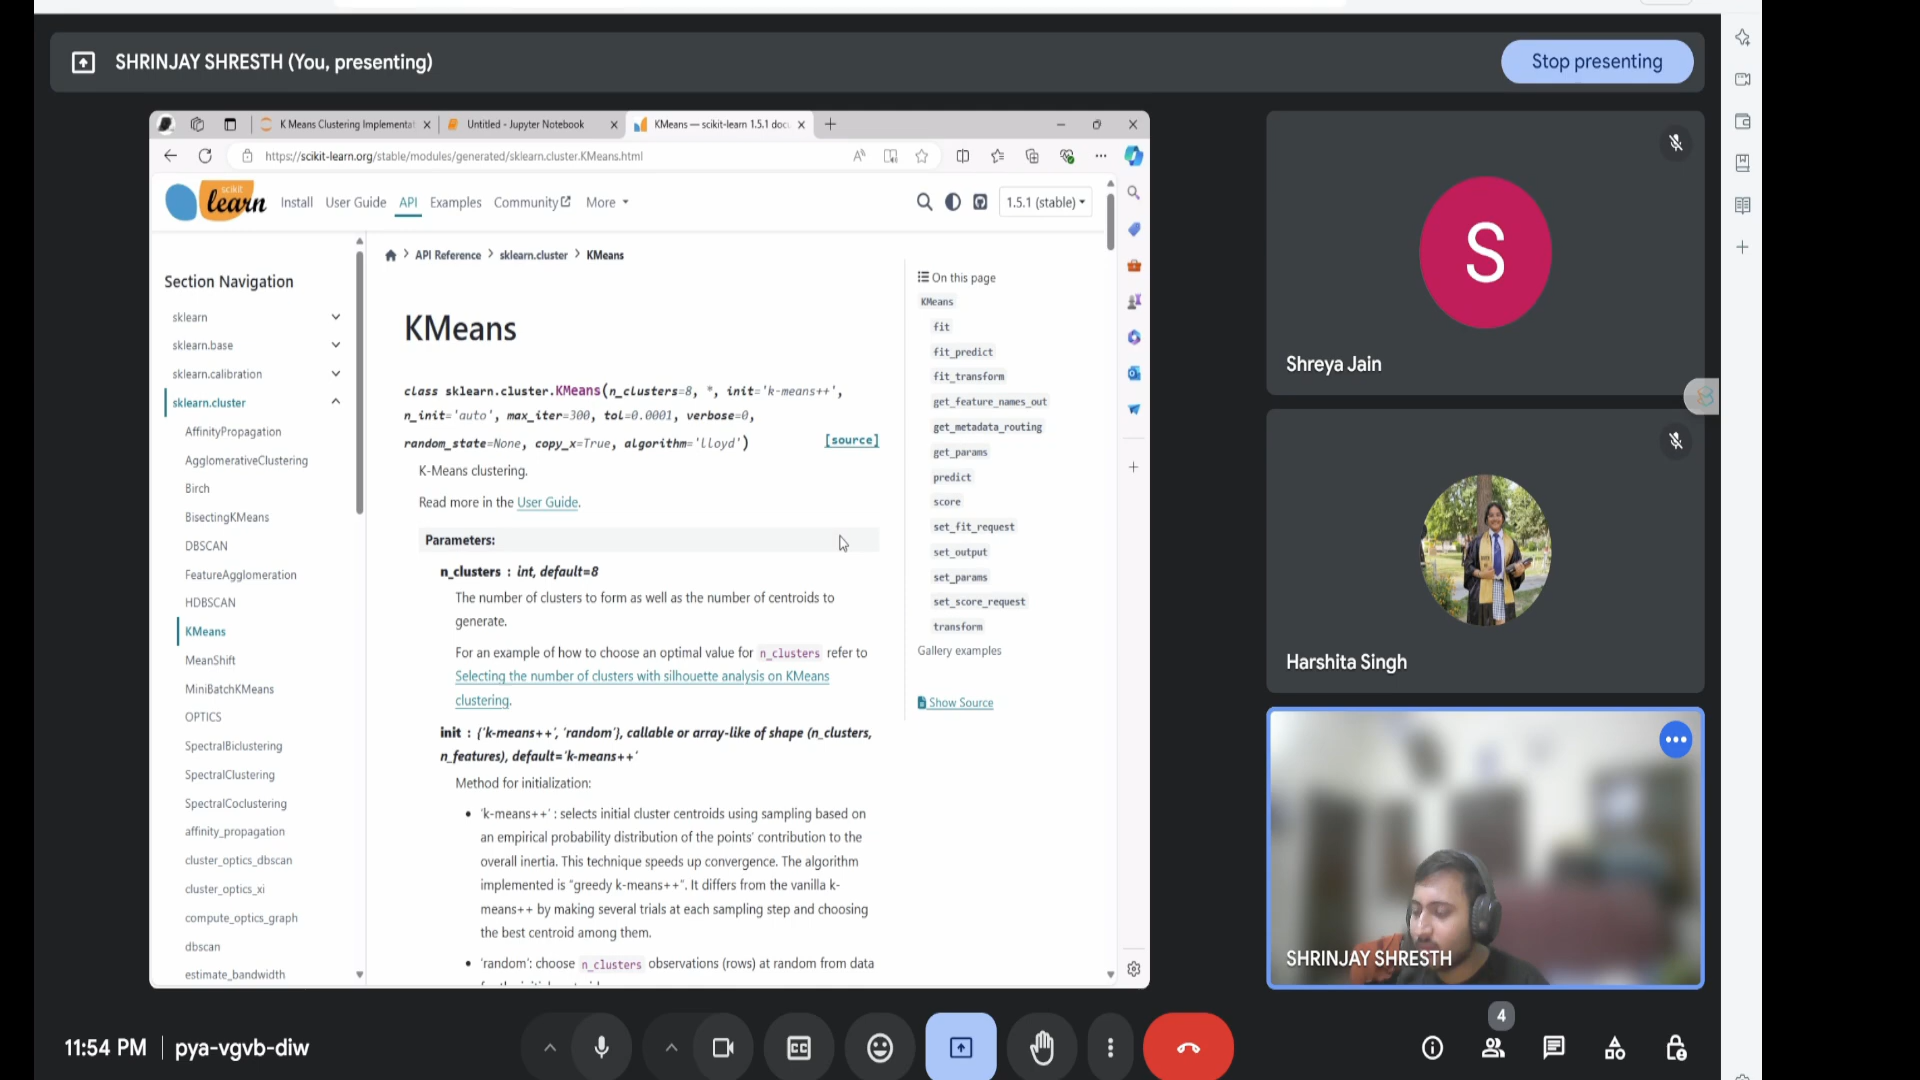 SHRINJAY SHRESTH (You, presenting)
Stop presenting
K Means Clustering Implementat
Untitled - Jupyter Notebook
KMeans — scikit-learn 1.5.1 doc
https://scikit-learn.org/stable/modules/generated/sklearn.cluster.KMeans.html
scikit
learn
Install
User Guide
API
Examples
Community
More
1.5.1 (stable)
Section Navigation
sklearn
sklearn.base
sklearn.calibration
sklearn.cluster
AffinityPropagation
AgglomerativeClustering
Birch
BisectingKMeans
DBSCAN
FeatureAgglomeration
HDBSCAN
KMeans
MeanShift
MiniBatchKMeans
OPTICS
SpectralBiclustering
SpectralClustering
SpectralCoclustering
affinity_propagation
cluster_optics_dbscan
cluster_optics_xi
compute_optics_graph
dbscan
estimate_bandwidth
API Reference > sklearn.cluster > KMeans
KMeans
class sklearn.cluster.KMeans(n_clusters=8, *, init='k-means++',
n_init='auto', max_iter=300, tol=0.0001, verbose=0,
random_state=None, copy_x=True, algorithm='lloyd')
[source]
K-Means clustering.
Read more in the User Guide.
Parameters:
n_clusters : int, default=8
The number of clusters to form as well as the number of centroids to
generate.
For an example of how to choose an optimal value for n_clusters refer to
Selecting the number of clusters with silhouette analysis on KMeans
clustering.
init : {'k-means++', 'random'}, callable or array-like of shape (n_clusters,
n_features), default='k-means++'
Method for initialization:
• 'k-means++' : selects initial cluster centroids using sampling based on
an empirical probability distribution of the points' contribution to the
overall inertia. This technique speeds up convergence. The algorithm
implemented is "greedy k-means++". It differs from the vanilla k-
means++ by making several trials at each sampling step and choosing
the best centroid among them.
• 'random': choose n_clusters observations (rows) at random from data
On this page
KMeans
fit
fit_predict
fit_transform
get_feature_names_out
get_metadata_routing
get_params
predict
score
set_fit_request
set_output
set_params
set_score_request
transform
Gallery examples
Show Source
S
Shreya Jain
Harshita Singh
SHRINJAY SHRESTH
11:54 PM
pya-vgvb-diw
CC
4